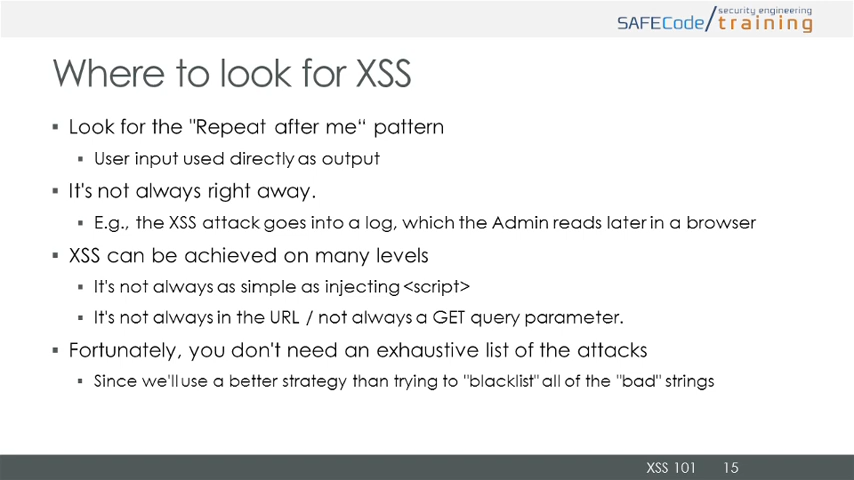 security engineering
SAFECode/training
Where to look for XSS
▪ Look for the "Repeat after me“ pattern
▪ User input used directly as output
▪ It's not always right away.
▪ E.g., the XSS attack goes into a log, which the Admin reads later in a browser
▪ XSS can be achieved on many levels
▪ It's not always as simple as injecting <script>
▪ It's not always in the URL / not always a GET query parameter.
▪ Fortunately, you don't need an exhaustive list of the attacks
▪ Since we'll use a better strategy than trying to "blacklist" all of the "bad" strings
XSS 101 15